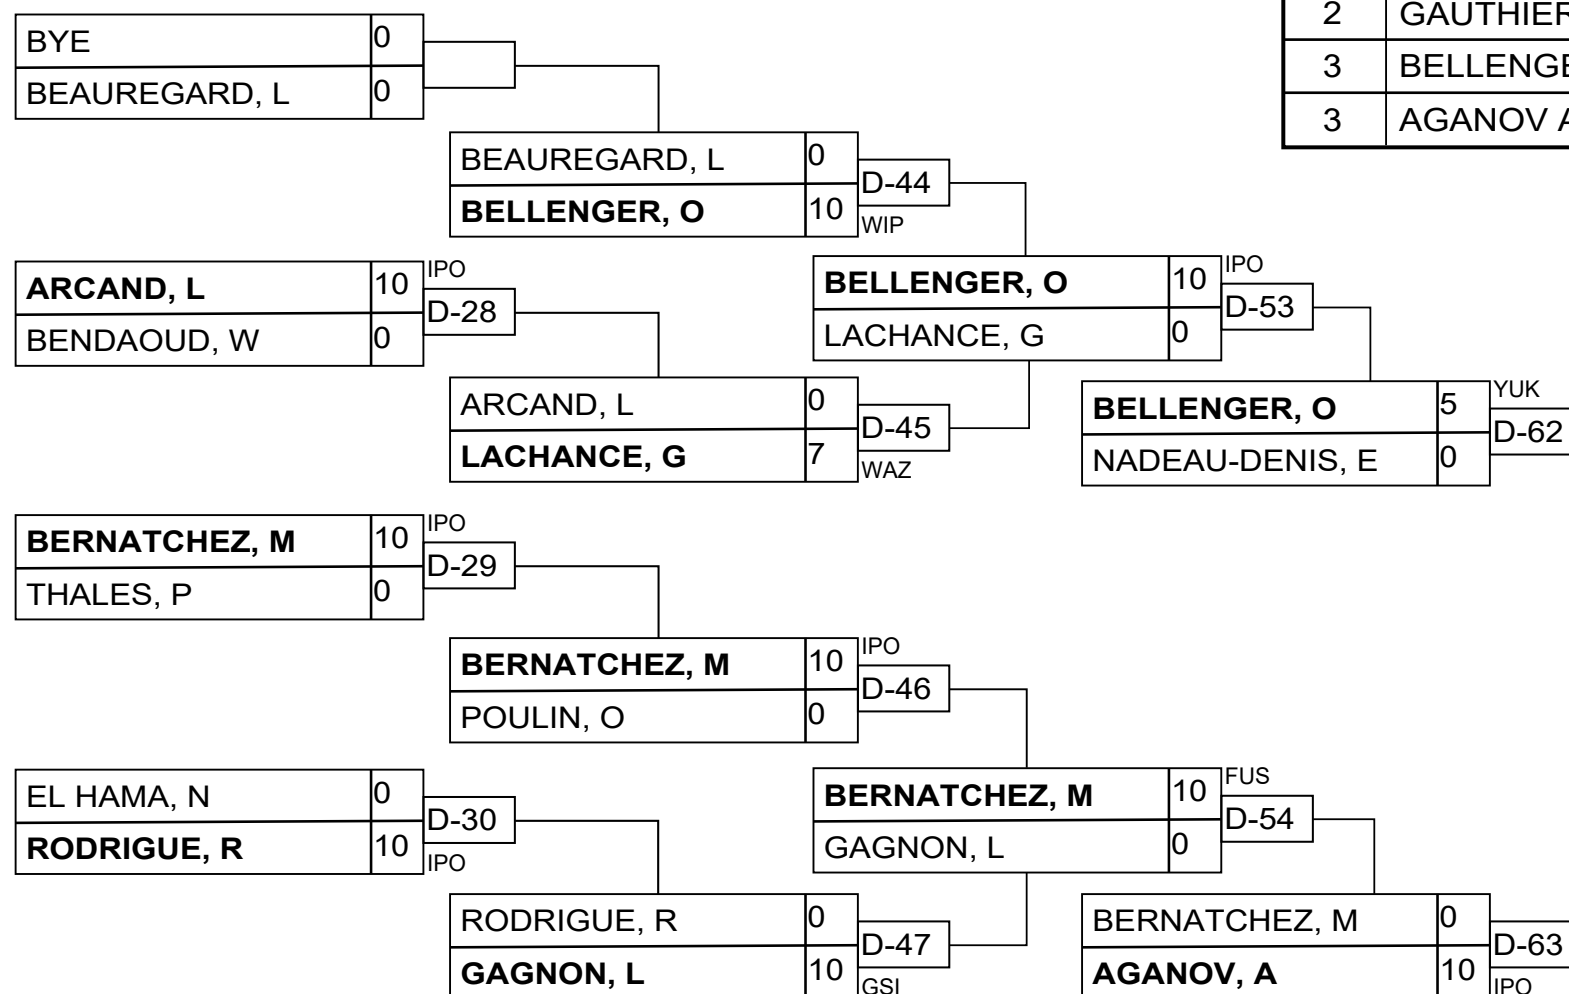 2 GAUTHIER
3 BELLENGE
3 AGANOV A
BYE 0
BEAUREGARD, L 0
BEAUREGARD, L 0
D-44
BELLENGER, O 10
WIP
ARCAND, L 10 IPO
D-28
BENDAOUD, W 0
BELLENGER, O 10 IPO
D-53
LACHANCE, G 0
ARCAND, L 0
D-45
LACHANCE, G 7
WAZ
BELLENGER, O 5 YUK
D-62
NADEAU-DENIS, E 0
BERNATCHEZ, M 10 IPO
D-29
THALES, P 0
BERNATCHEZ, M 10 IPO
D-46
POULIN, O 0
EL HAMA, N 0
D-30
RODRIGUE, R 10
IPO
BERNATCHEZ, M 10 FUS
D-54
GAGNON, L 0
RODRIGUE, R 0
D-47
GAGNON, L 10
GSI
BERNATCHEZ, M 0
D-63
AGANOV, A 10
IPO